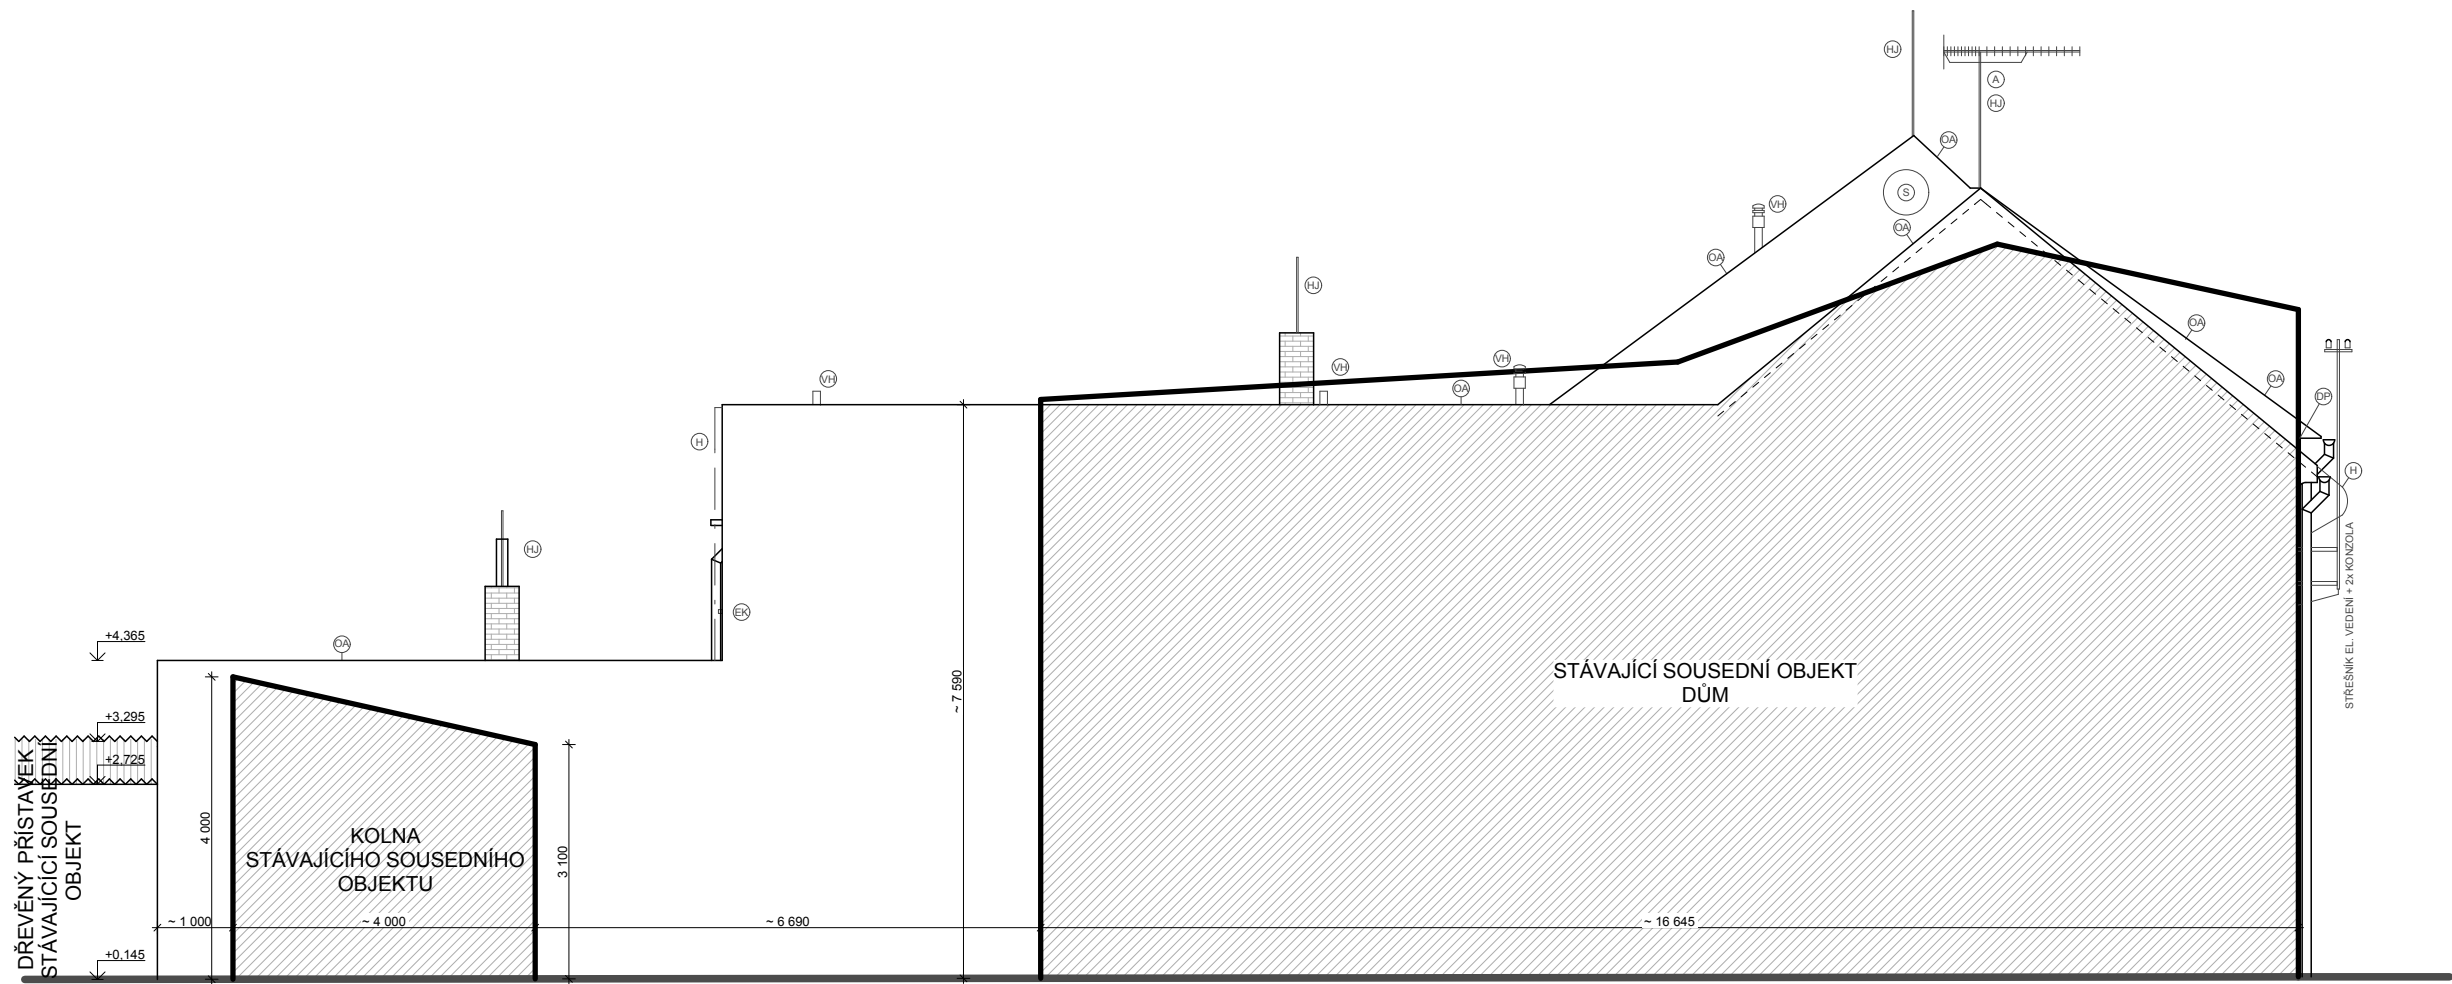 HJ
A
HJ
OA
S
VH
OA
OA
HJ
OA
VH
VH
VH
OA
OA
DP
H
H
HJ
EK
OA
STŘEŠNÍK EL. VEDENÍ + 2x KONZOLA
+4,365
+3,295
+2,725
+0,145
DŘEVĚNÝ PŘÍSTAVEK
STÁVAJÍCÍCÍ SOUSEDNÍ
OBJEKT
4 000
KOLNA
STÁVAJÍCÍHO SOUSEDNÍHO
OBJEKTU
3 100
~ 7 590
STÁVAJÍCÍ SOUSEDNÍ OBJEKT
DŮM
~ 1 000
~ 4 000
~ 6 690
~ 16 645